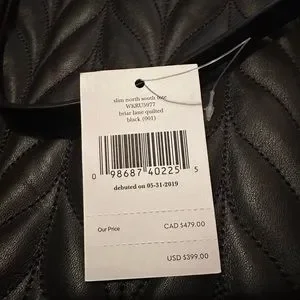 slim north south tote
WKRU5977
briar lane quilted
black (001)
0 98687 40225 5
debuted on 05-31-2019
Our Price CAD $479.00
USD $399.00